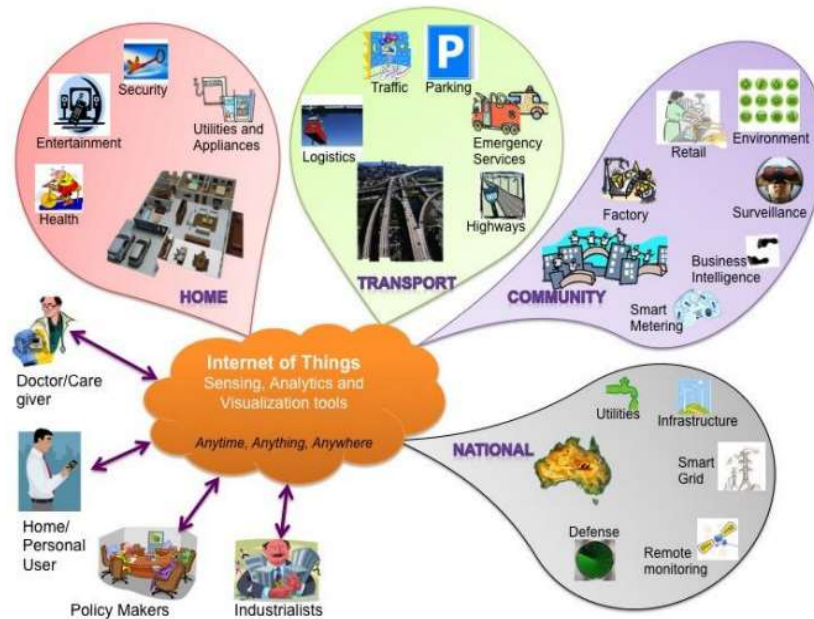 Security
Entertainment
Utilities and
Appliances
Health
HOME
Traffic
P
Parking
Logistics
Emergency
Services
Highways
TRANSPORT
Environment
Retail
Factory
Surveillance
Business
Intelligence
COMMUNITY
Smart
Metering
Internet of Things
Sensing, Analytics and
Visualization tools
Anytime, Anything, Anywhere
Doctor/Care
giver
Home/
Personal
User
Policy Makers
Industrialists
NATIONAL
Utilities
Infrastructure
Smart
Grid
Defense
Remote
monitoring